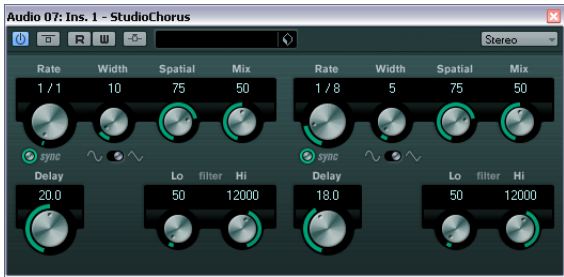 Audio 07: Ins. 1 - StudioChorus
R W Stereo
Rate Width Spatial Mix Rate Width Spatial Mix
1 / 1 10 75 50 1 / 8 5 75 50
sync sync
Delay Lo filter Hi Delay Lo filter Hi
20.0 50 12000 18.0 50 12000